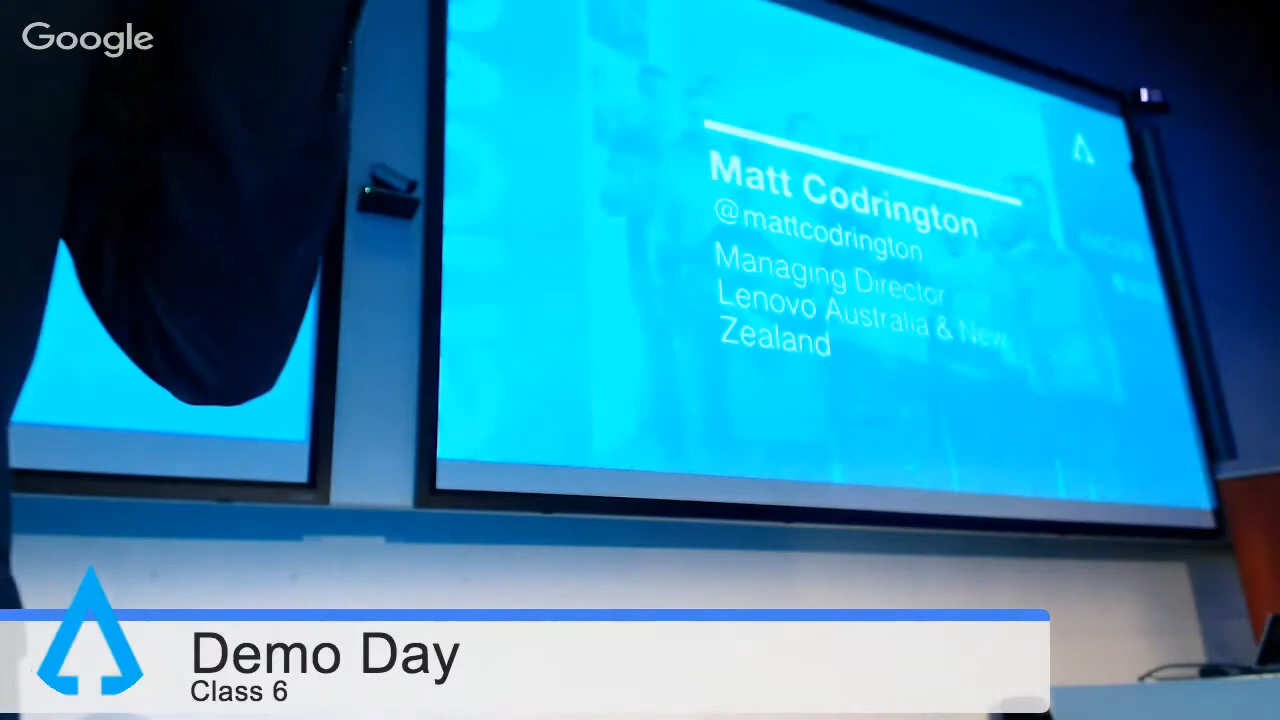 Google
Matt Codrington
@mattcodrington
Managing Director
Lenovo Australia & New
Zealand
Demo Day
Class 6